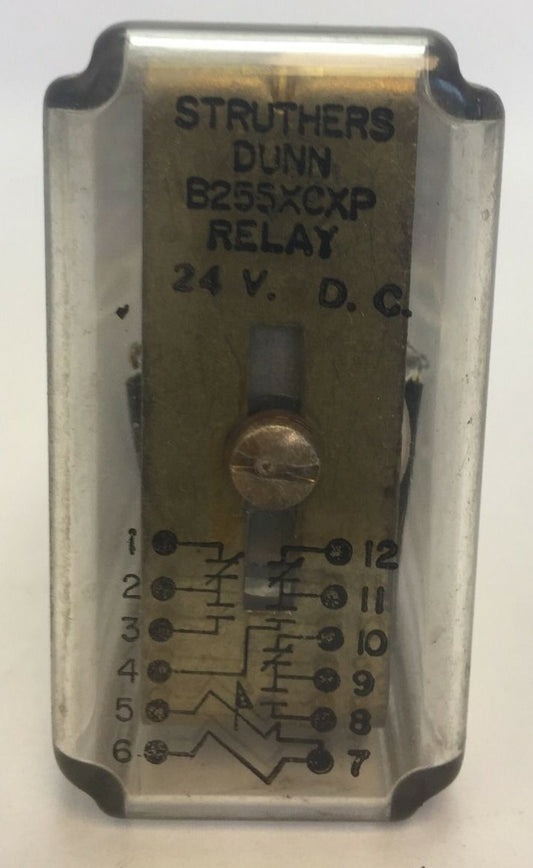 STRUTHERS
DUNN
B255XCXP
RELAY
24 V. D.C.
1 12
2 11
3 10
4 9
5 8
6 7